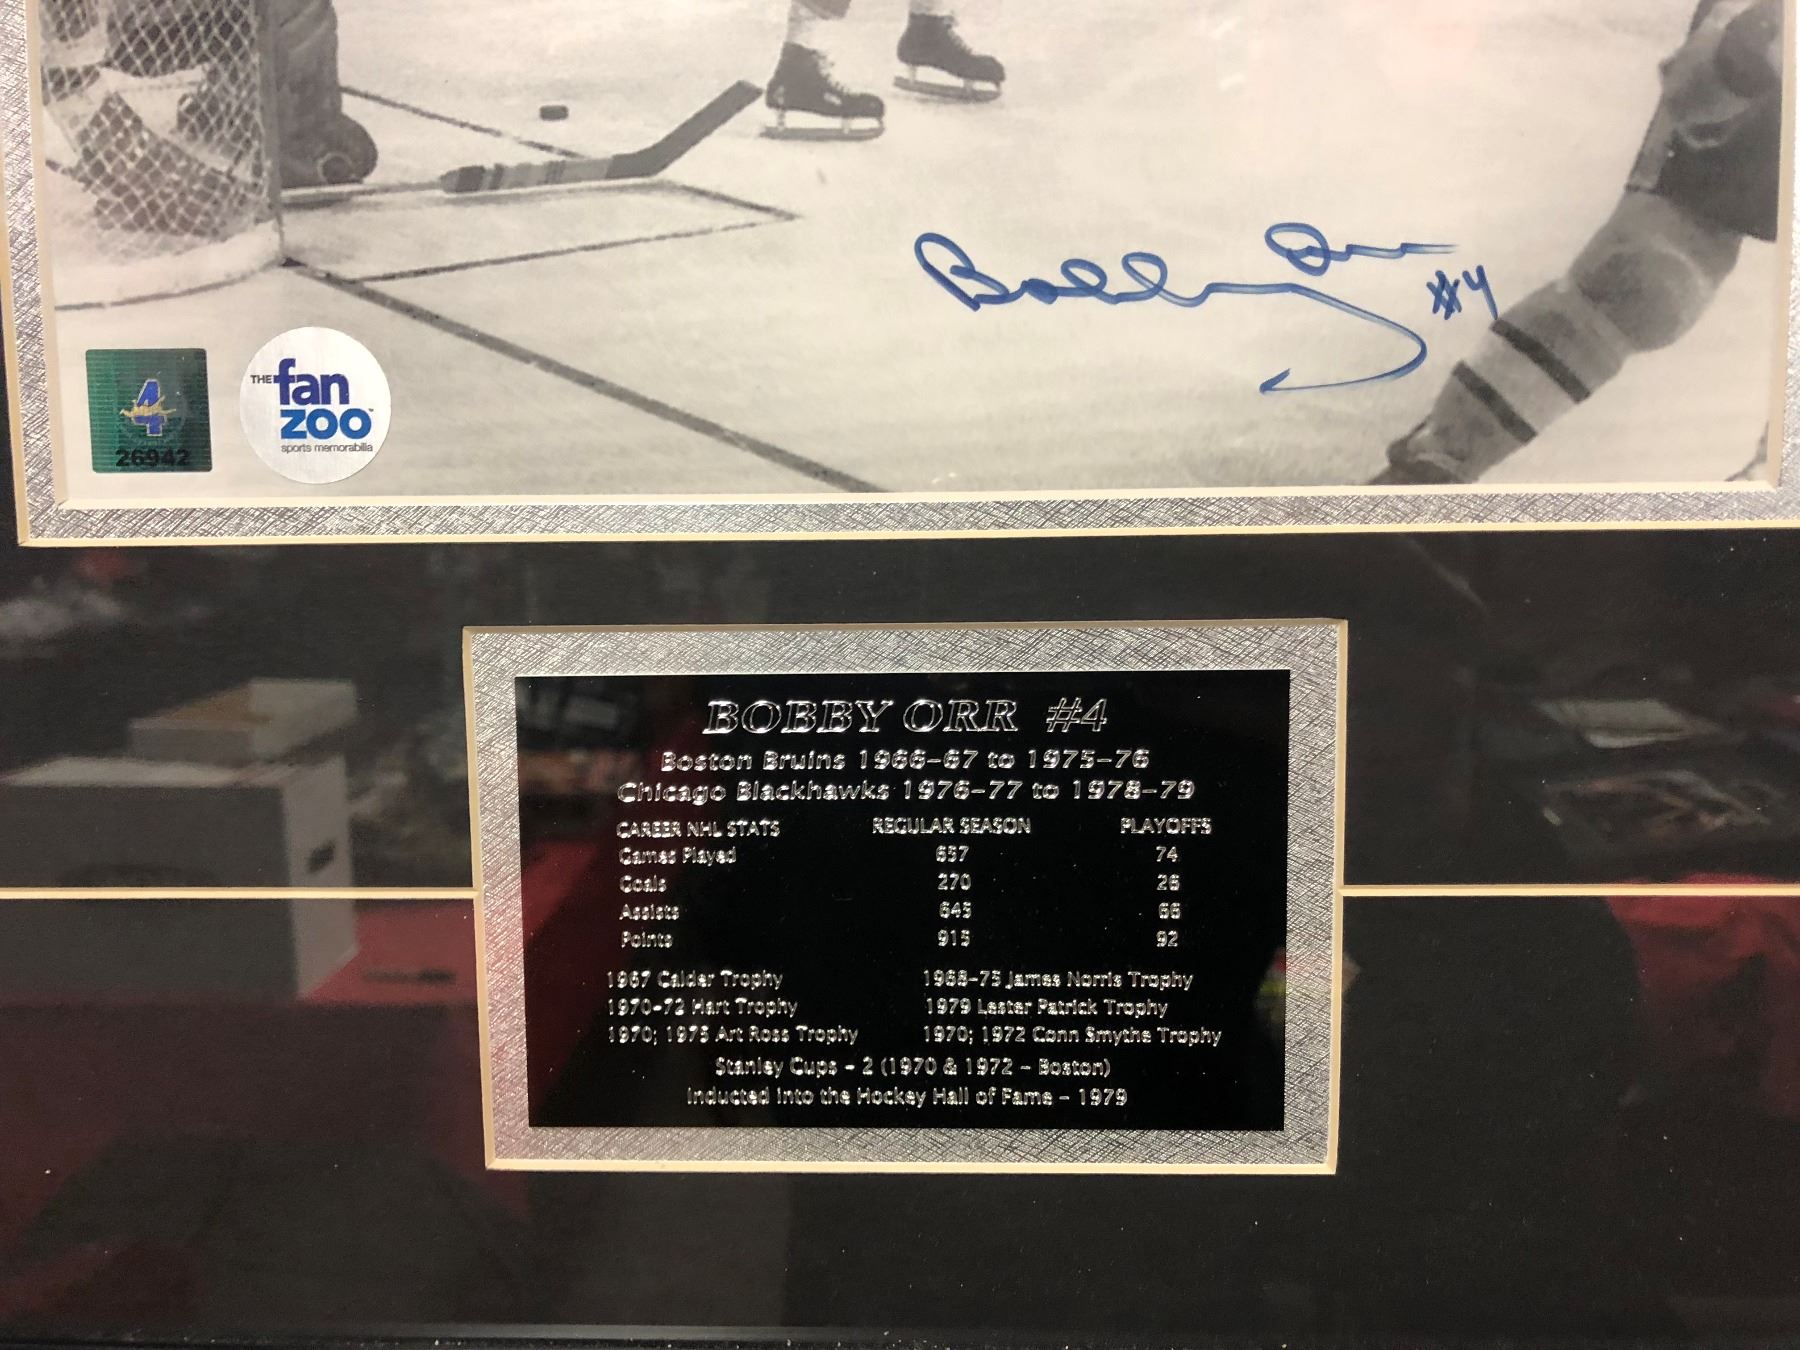 Bobby Orr #4
4
26942
THE fan
ZOO™
sports memorabilia
BOBBY ORR #4
Boston Bruins 1966-67 to 1975-76
Chicago Blackhawks 1976-77 to 1978-79
CAREER NHL STATS REGULAR SEASON PLAYOFFS
Games Played 657 74
Goals 270 26
Assists 645 66
Points 915 92
1967 Calder Trophy 1968-75 James Norris Trophy
1970-72 Hart Trophy 1979 Lester Patrick Trophy
1970; 1975 Art Ross Trophy 1970; 1972 Conn Smythe Trophy
Stanley Cups - 2 (1970 & 1972 - Boston)
Inducted into the Hockey Hall of Fame - 1979